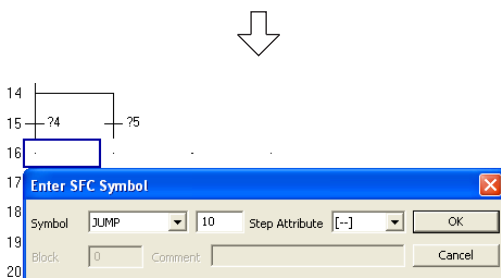 14
15 ?4 ?5
16
17 Enter SFC Symbol
18 Symbol JUMP 10 Step Attribute [--] OK
19 Block 0 Comment Cancel
20